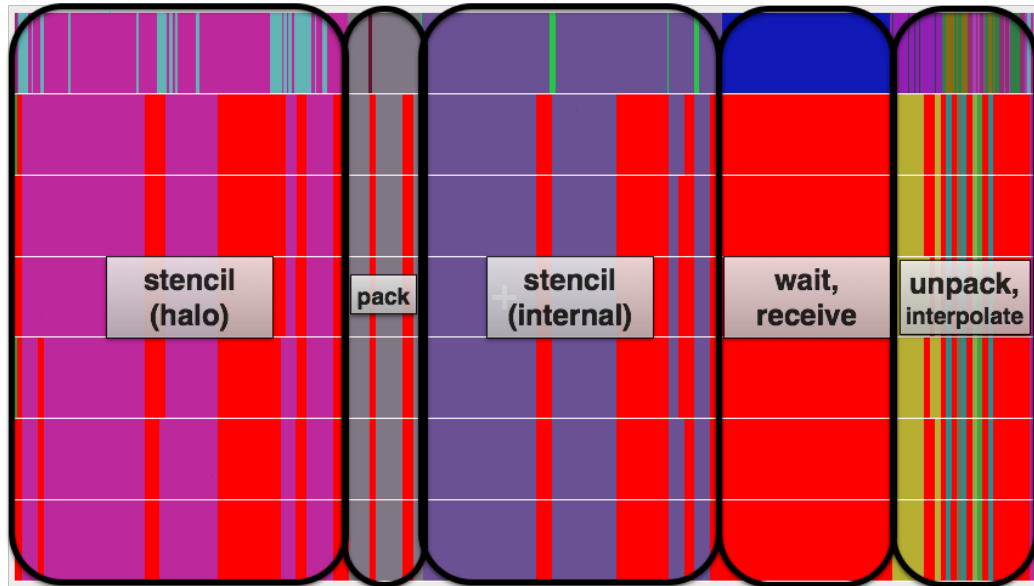 stencil
(halo)
pack
stencil
(internal)
wait,
receive
unpack,
interpolate